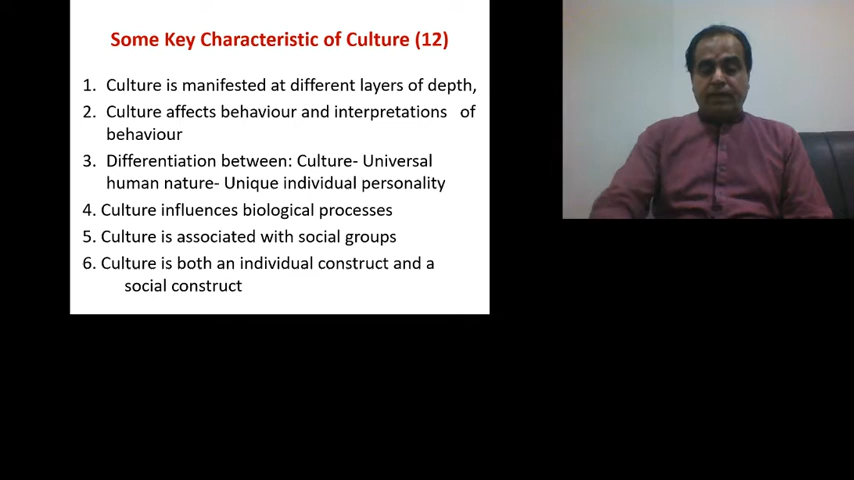 Some Key Characteristic of Culture (12)
1. Culture is manifested at different layers of depth,
2. Culture affects behaviour and interpretations of
behaviour
3. Differentiation between: Culture- Universal
human nature- Unique individual personality
4. Culture influences biological processes
5. Culture is associated with social groups
6. Culture is both an individual construct and a
social construct